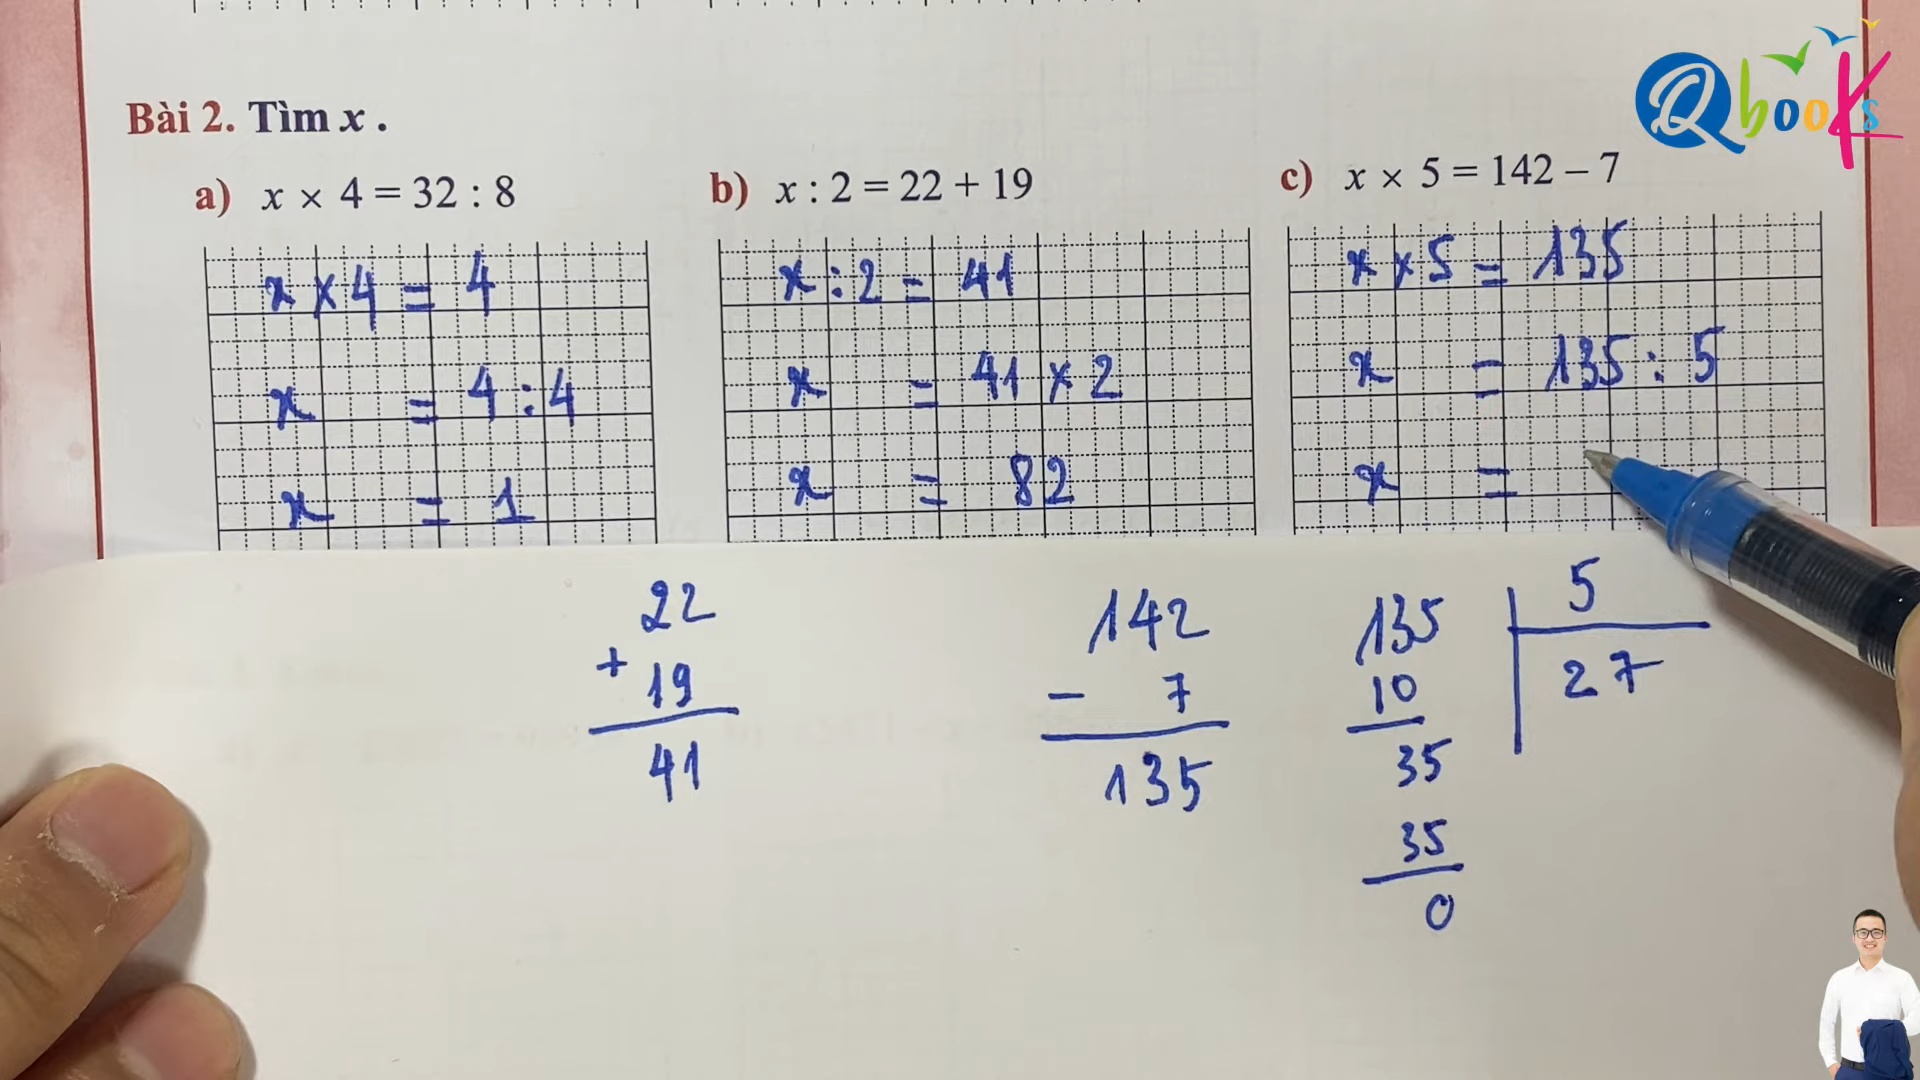 Qbooks
Bài 2. Tìm x .
a) x × 4 = 32 : 8
x × 4 = 4
x = 4 : 4
x = 1
b) x : 2 = 22 + 19
x : 2 = 41
x = 41 × 2
x = 82
c) x × 5 = 142 – 7
x × 5 = 135
x = 135 : 5
x =
22
+ 19
41
142
- 7
135
135 5
10 27
35
35
0